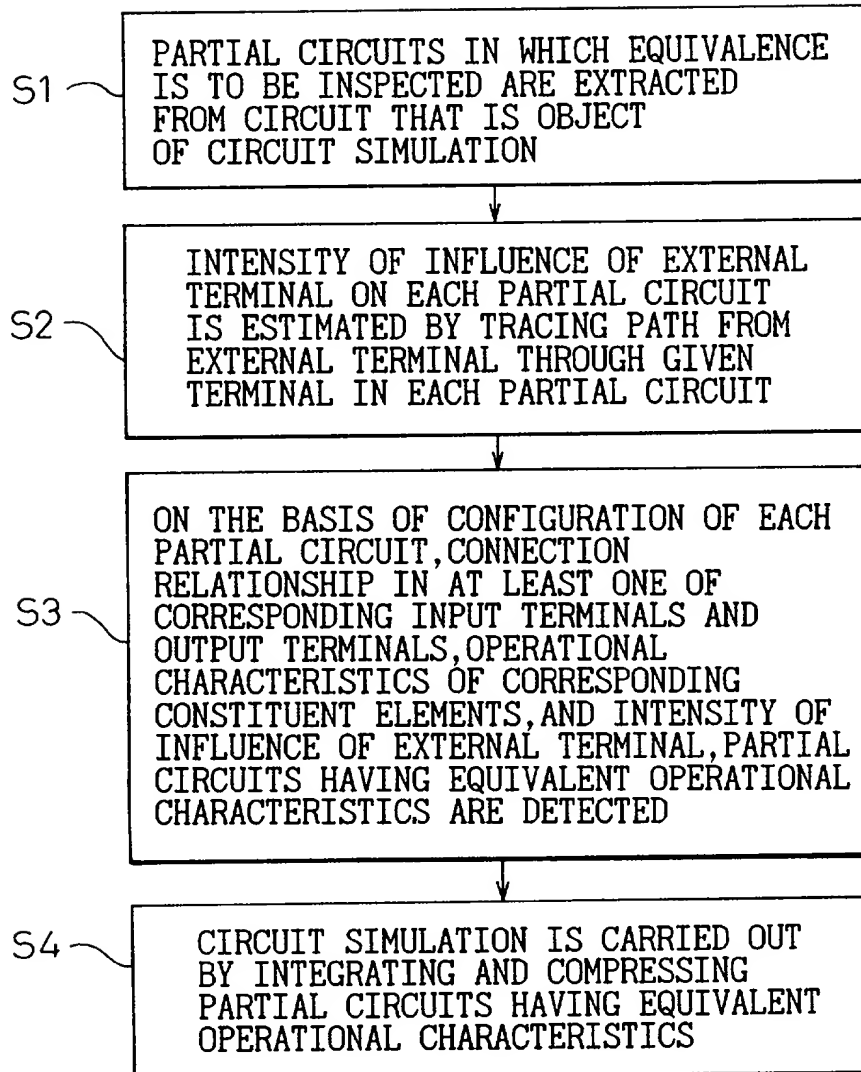 S1
PARTIAL CIRCUITS IN WHICH EQUIVALENCE
IS TO BE INSPECTED ARE EXTRACTED
FROM CIRCUIT THAT IS OBJECT
OF CIRCUIT SIMULATION
S2
INTENSITY OF INFLUENCE OF EXTERNAL
TERMINAL ON EACH PARTIAL CIRCUIT
IS ESTIMATED BY TRACING PATH FROM
EXTERNAL TERMINAL THROUGH GIVEN
TERMINAL IN EACH PARTIAL CIRCUIT
S3
ON THE BASIS OF CONFIGURATION OF EACH
PARTIAL CIRCUIT,CONNECTION
RELATIONSHIP IN AT LEAST ONE OF
CORRESPONDING INPUT TERMINALS AND
OUTPUT TERMINALS,OPERATIONAL
CHARACTERISTICS OF CORRESPONDING
CONSTITUENT ELEMENTS,AND INTENSITY OF
INFLUENCE OF EXTERNAL TERMINAL,PARTIAL
CIRCUITS HAVING EQUIVALENT OPERATIONAL
CHARACTERISTICS ARE DETECTED
S4
CIRCUIT SIMULATION IS CARRIED OUT
BY INTEGRATING AND COMPRESSING
PARTIAL CIRCUITS HAVING EQUIVALENT
OPERATIONAL CHARACTERISTICS